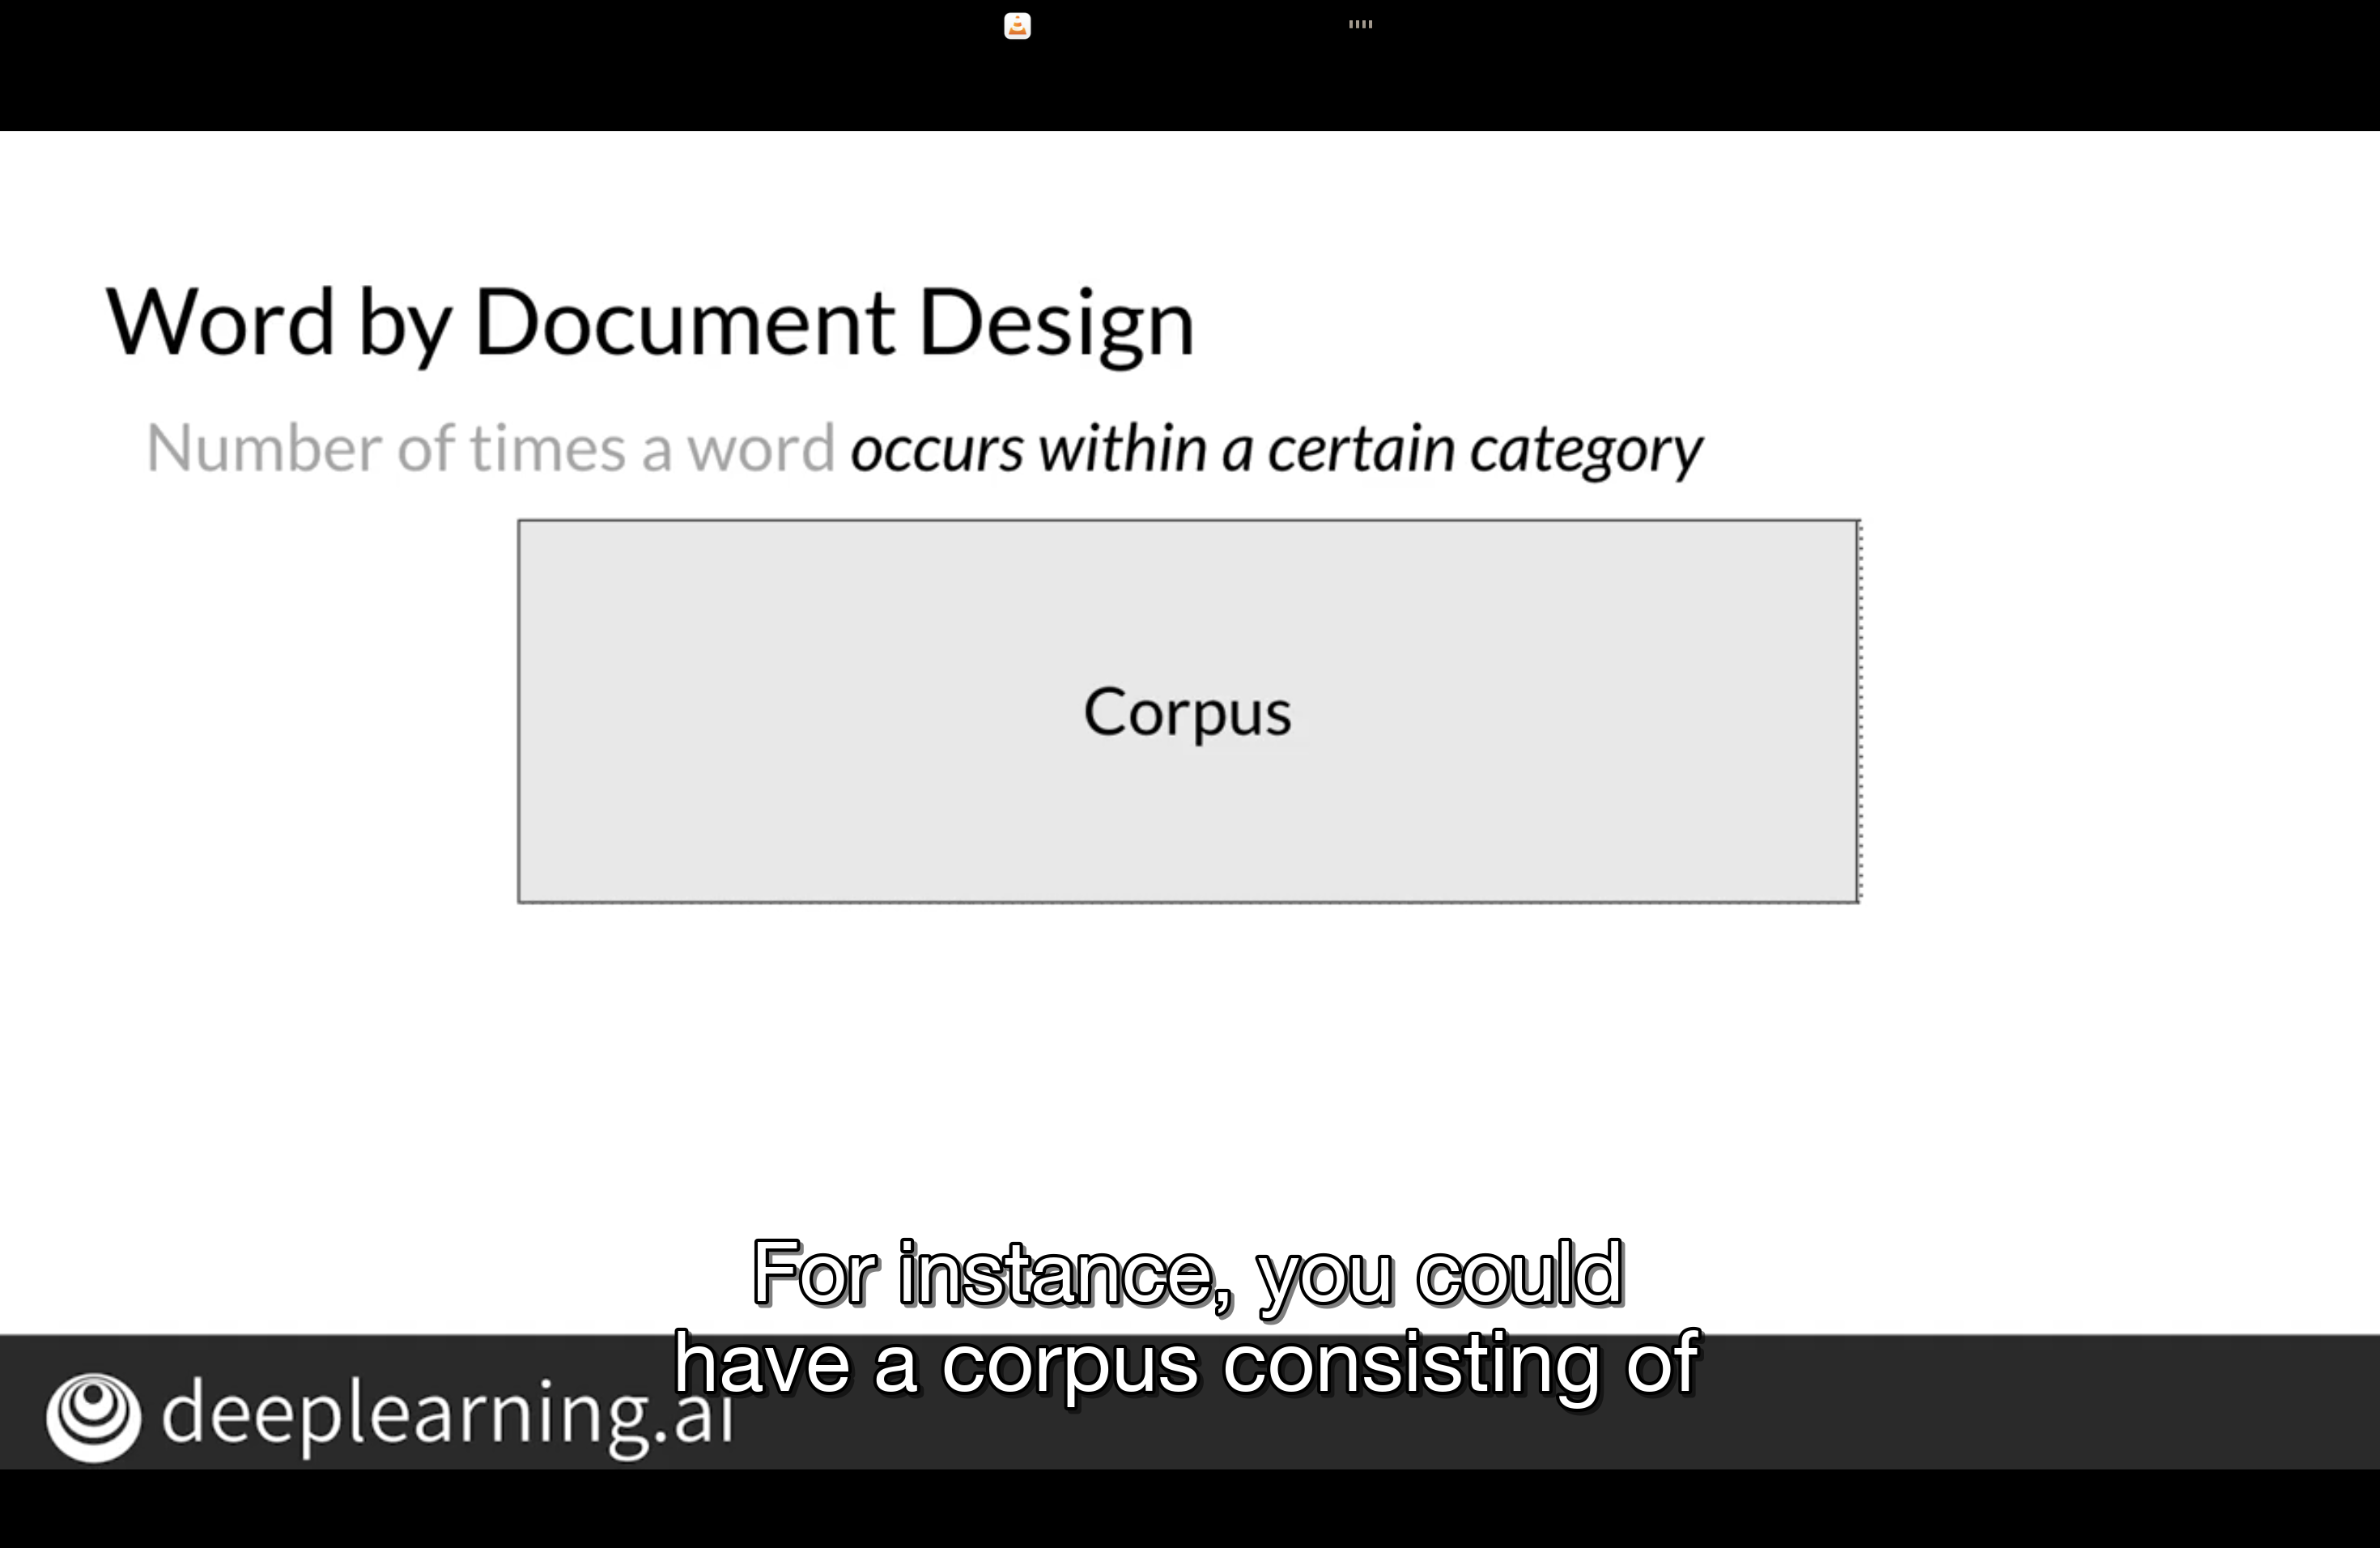 Word by Document Design
Number of times a word occurs within a certain category
Corpus
For instance, you could
have a corpus consisting of
deeplearning.ai